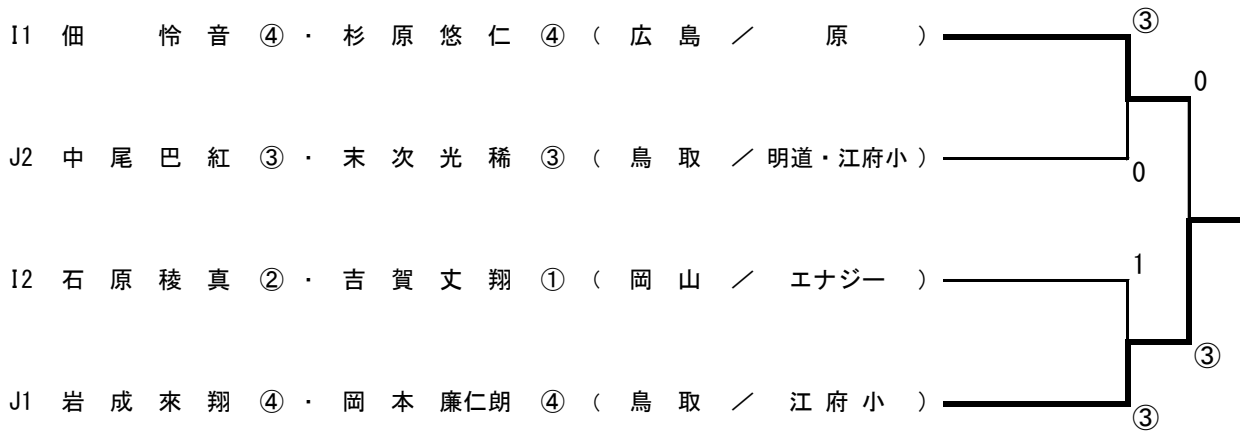 ③
I1 佃 怜音 ④ ・ 杉原悠仁 ④ （ 広島 ／ 原 ）
0
J2 中尾巴紅 ③ ・ 末次光稀 ③ （ 鳥取 ／ 明道・江府小 ）
0
1
I2 石原稜真 ② ・ 吉賀丈翔 ① （ 岡山 ／ エナジー ）
③
J1 岩成來翔 ④ ・ 岡本廉仁朗 ④ （ 鳥取 ／ 江府小 ）
③